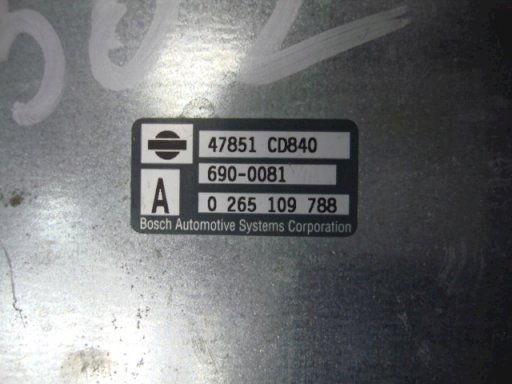 47851 CD840
690-0081
A
0 265 109 788
Bosch Automotive Systems Corporation